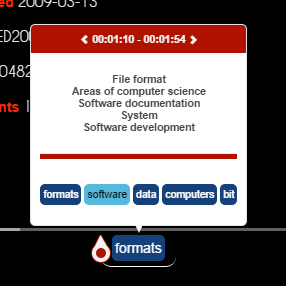 ed 2009-03-13
00:01:10 - 00:01:54
ED20
0482
nts |
File format
Areas of computer science
Software documentation
System
Software development
formats software data computers bit
formats